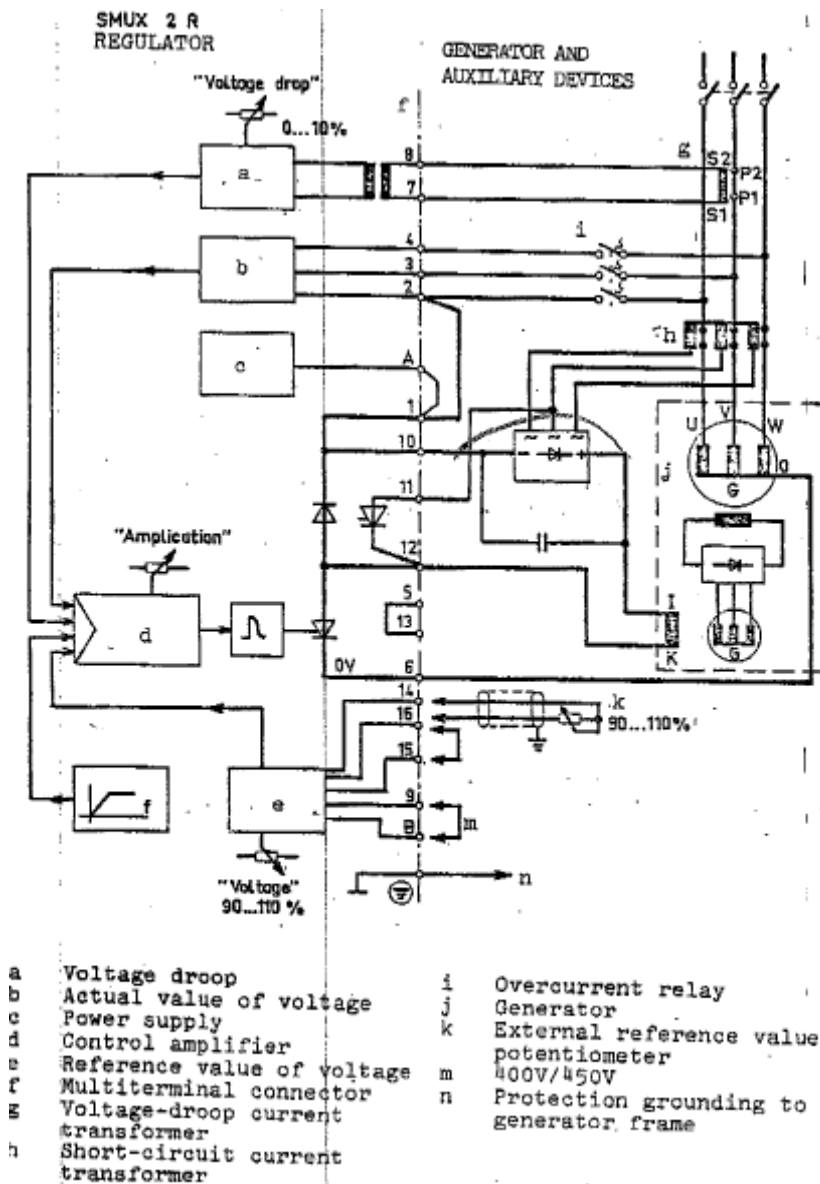 SMUX 2 R
REGULATOR
GENERATOR AND
AUXILIARY DEVICES
"Voltage drop"
0...10%
f
g
S2
P2
P1
S1
a
8
7
i
b
4
3
2
h
c
A
1
10
U
V
W
0
j
G
11
12
"Amplication"
d
5
13
I
K
G
0V
6
14
16
15
k
90...110%
f
e
9
B
m
"Voltage"
90...110 %
n
a Voltage droop
b Actual value of voltage
c Power supply
d Control amplifier
e Reference value of voltage
f Multiterminal connector
g Voltage-droop current
transformer
h Short-circuit current
transformer
i Overcurrent relay
j Generator
k External reference value
potentiometer
m 400V/450V
n Protection grounding to
generator frame